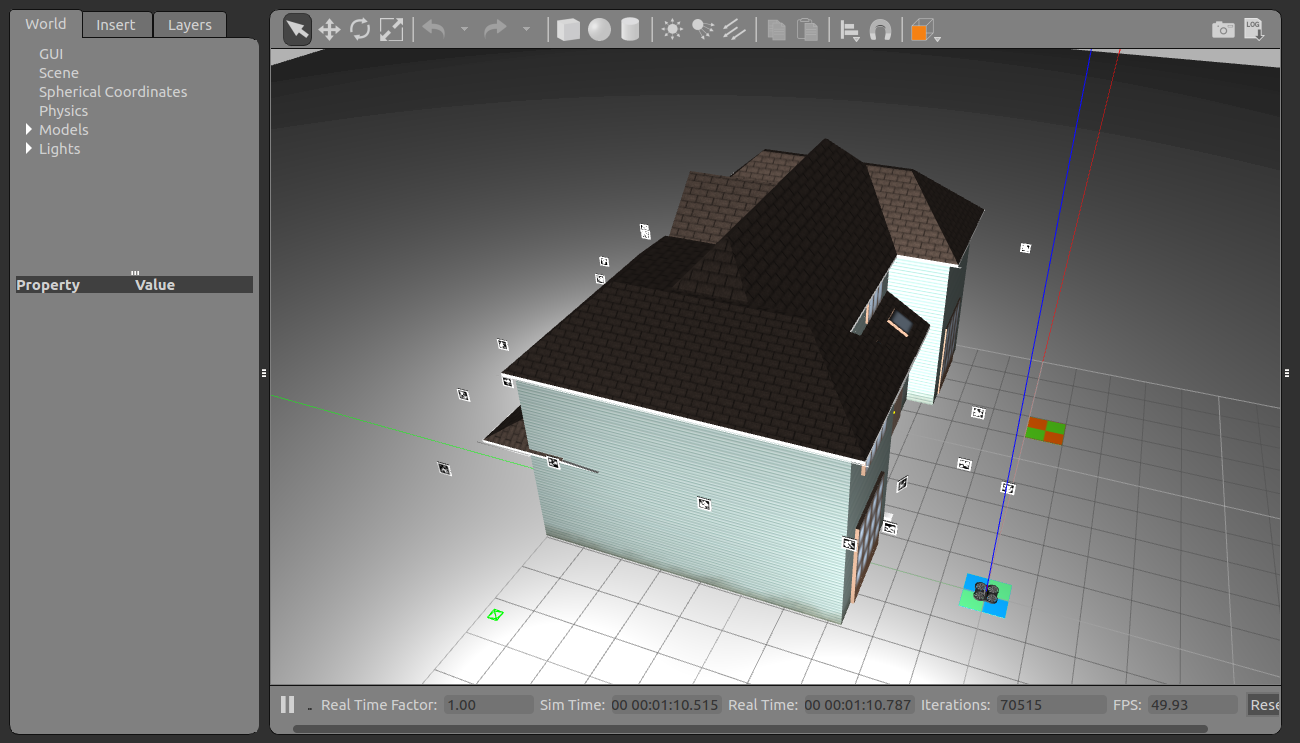 World Insert Layers
GUI
Scene
Spherical Coordinates
Physics
Models
Lights
Property Value
LOG
Real Time Factor: 1.00 Sim Time: 00 00:01:10.515 Real Time: 00 00:01:10.787 Iterations: 70515 FPS: 49.93 Rese